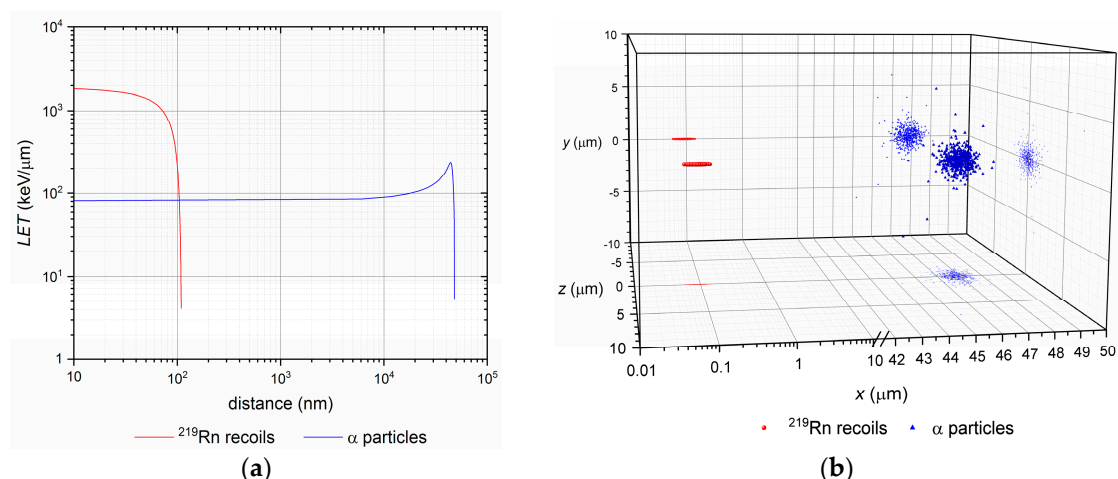 10⁴
10³
10²
10¹
1
LET (keV/μm)
10
10²
10³
10⁴
10⁵
distance (nm)
²¹⁹Rn recoils
α particles
(a)
10
5
y (μm) 0
-5
-10
-5
z (μm) 0
5
10
0.01
0.1
1
10
42
43
44
45
46
47
48
49
50
x (μm)
²¹⁹Rn recoils
α particles
(b)